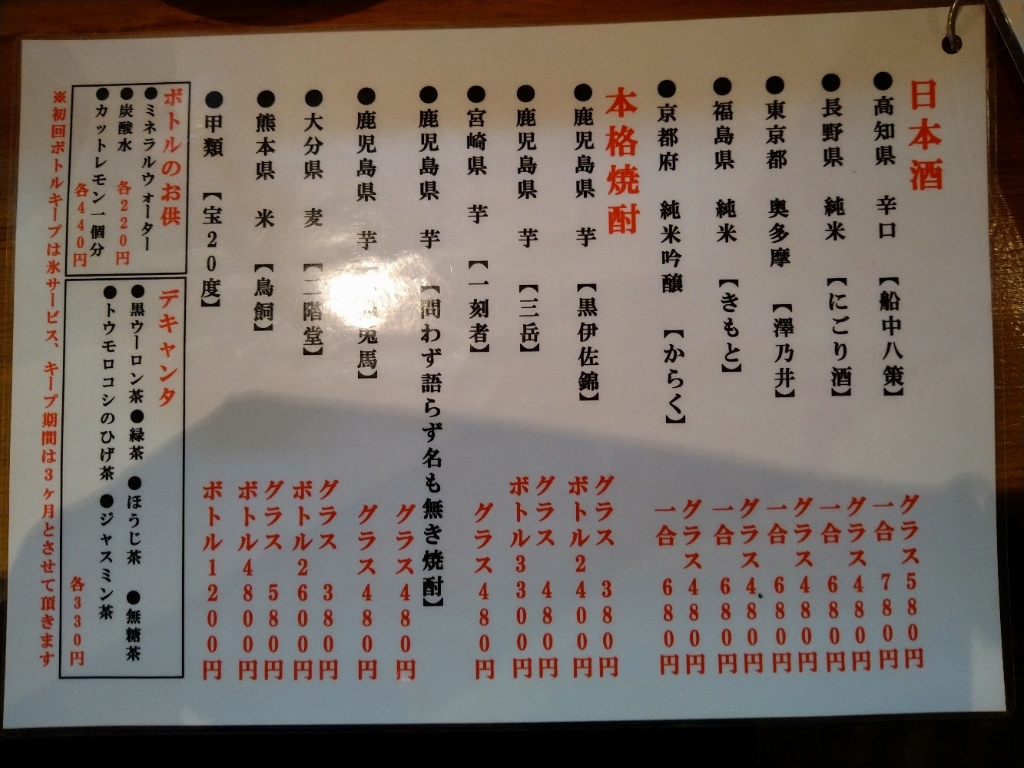 日本酒
●高知県 辛口 【船中八策】
グラス580円
一合 780円
●長野県 純米 【にごり酒】
グラス480円
一合 680円
●東京都 奥多摩 【澤乃井】
グラス480円
一合 680円
●福島県 純米 【きもと】
グラス480円
一合 680円
●京都府 純米吟醸 【からく】
グラス480円
一合 680円
本格焼酎
●鹿児島県 芋 【黒伊佐錦】
グラス 380円
ボトル2400円
●鹿児島県 芋 【三岳】
グラス 480円
ボトル3300円
●宮崎県 芋 【一刻者】
グラス480円
●鹿児島県 芋 【問わず語らず名も無き焼酎】
グラス480円
●鹿児島県 芋 兎馬】
グラス480円
●大分県 麦 【二階堂】
グラス 380円
ボトル2600円
●熊本県 米 【鳥飼】
グラス 580円
ボトル4800円
●甲類 【宝20度】
ボトル1200円
ボトルのお供
●ミネラルウォーター
●炭酸水 各220円
●カットレモン一個分
各440円
デキャンタ
●黒ウーロン茶●緑茶 ●ほうじ茶 ●無糖茶
●トウモロコシのひげ茶 ●ジャスミン茶
各330円
※初回ボトルキープは氷サービス、キープ期間は3ヶ月とさせて頂きます